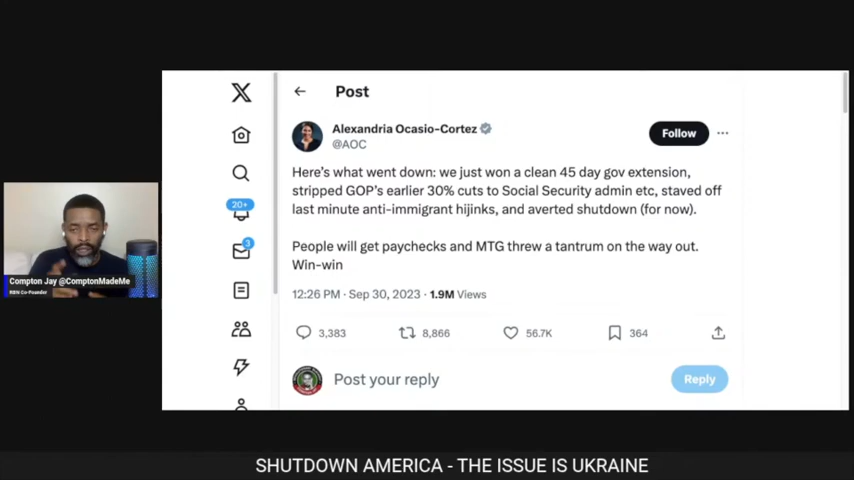 Post
Alexandria Ocasio-Cortez
@AOC
Follow
Here's what went down: we just won a clean 45 day gov extension,
stripped GOP's earlier 30% cuts to Social Security admin etc, staved off
last minute anti-immigrant hijinks, and averted shutdown (for now).
People will get paychecks and MTG threw a tantrum on the way out.
Win-win
12:26 PM · Sep 30, 2023 · 1.9M Views
3,383 8,866 56.7K 364
Post your reply
Reply
20+
3
Compton Jay @ComptonMadeMe
RBN Co-Founder
SHUTDOWN AMERICA - THE ISSUE IS UKRAINE